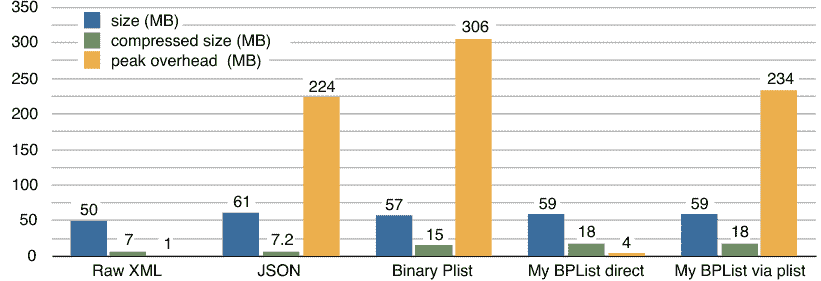 350
300
250
200
150
100
50
0
size (MB)
compressed size (MB)
peak overhead (MB)
50
7
1
61
7.2
224
57
15
306
59
18
4
59
18
234
Raw XML
JSON
Binary Plist
My BPList direct
My BPList via plist